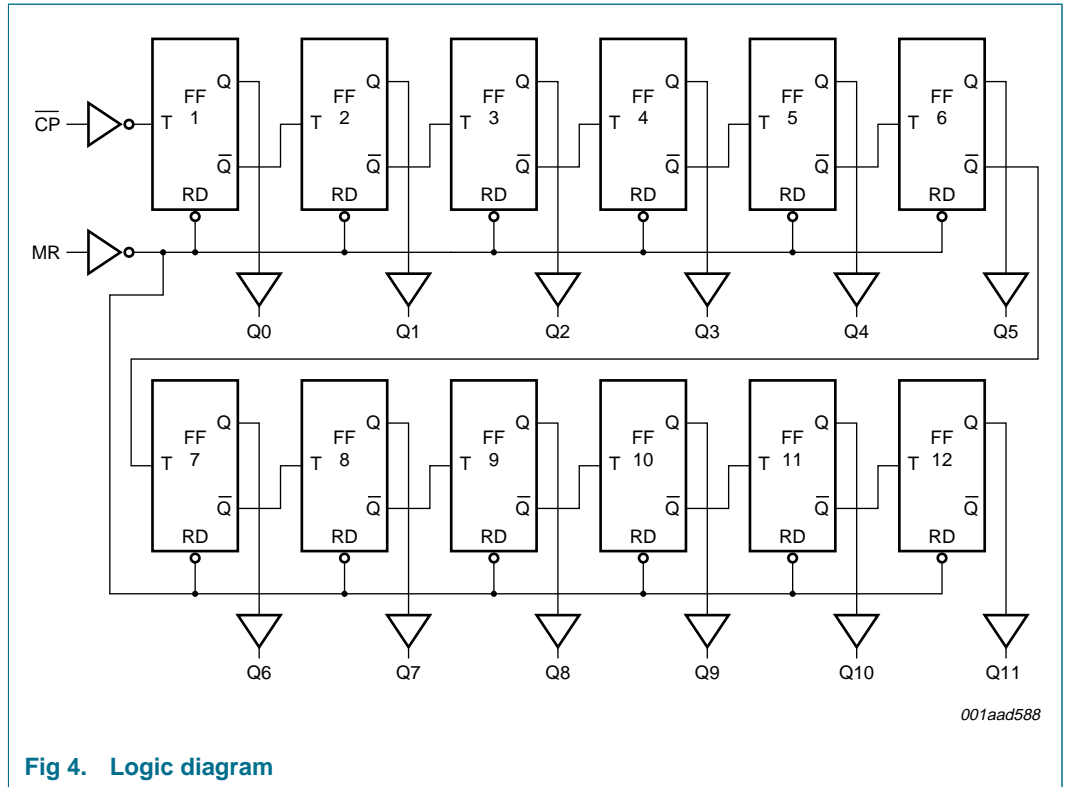 Q Q Q Q Q Q
FF FF FF FF FF FF
C̅P̅ T 1 T 2 T 3 T 4 T 5 T 6
Q̅ Q̅ Q̅ Q̅ Q̅ Q̅
RD RD RD RD RD RD
MR
Q0 Q1 Q2 Q3 Q4 Q5
Q Q Q Q Q Q
FF FF FF FF FF FF
T 7 T 8 T 9 T 10 T 11 T 12
Q̅ Q̅ Q̅ Q̅ Q̅ Q̅
RD RD RD RD RD RD
Q6 Q7 Q8 Q9 Q10 Q11
001aad588
Fig 4. Logic diagram